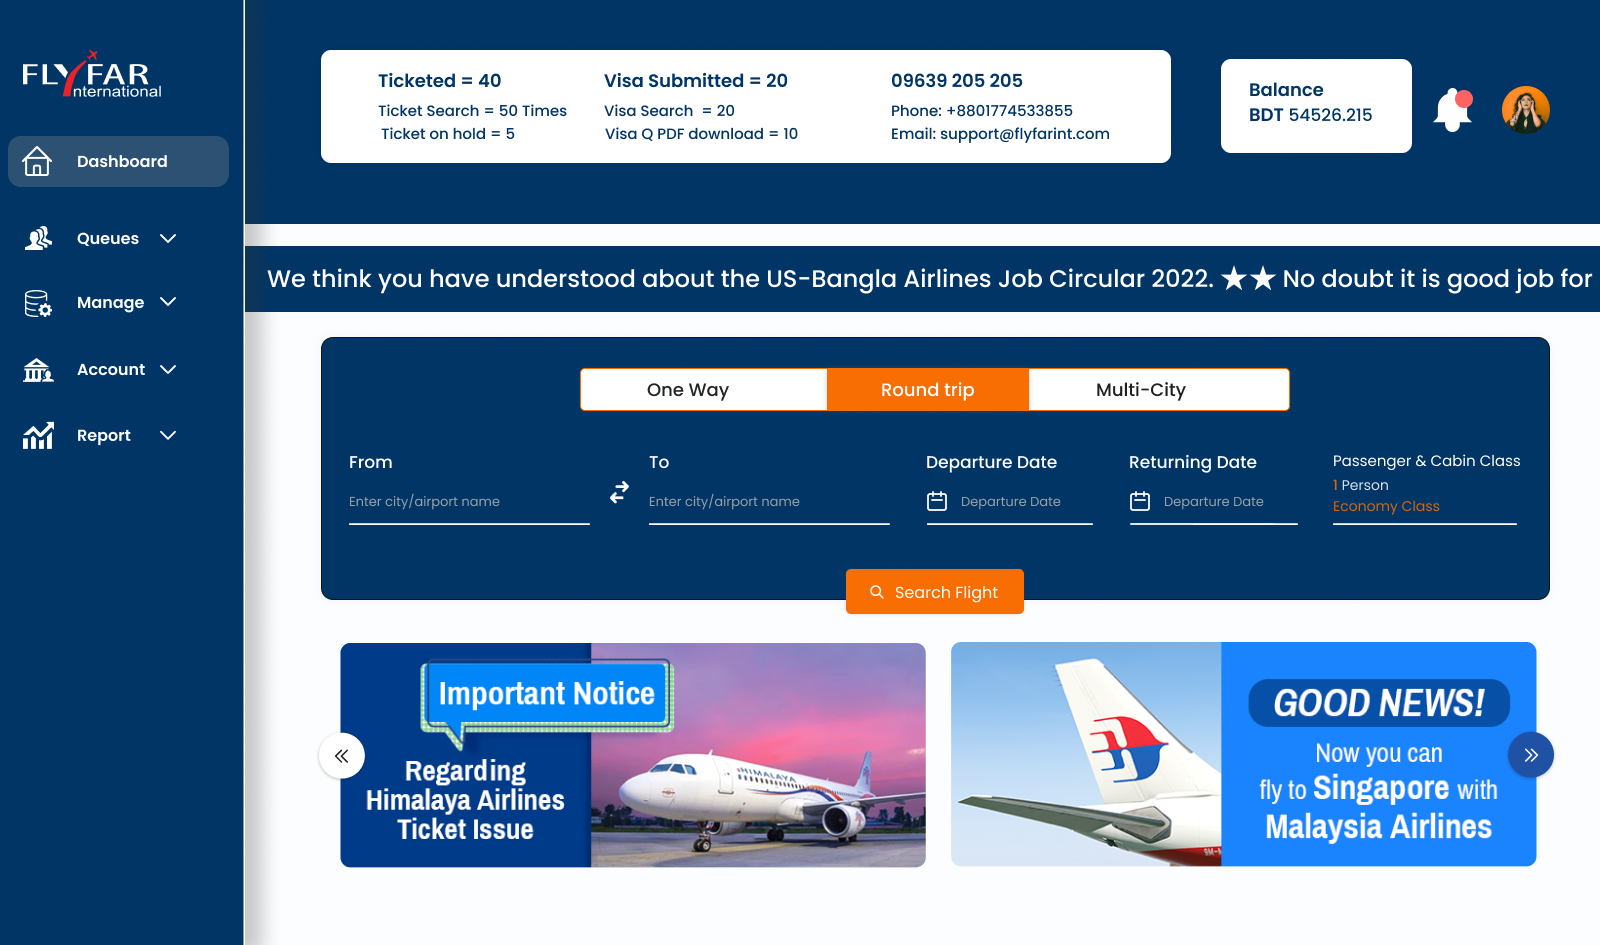 FLYFAR
International
Dashboard
Queues
Manage
Account
Report
Ticketed = 40
Ticket Search = 50 Times
Ticket on hold = 5
Visa Submitted = 20
Visa Search = 20
Visa Q PDF download = 10
09639 205 205
Phone: +8801774533855
Email: support@flyfarint.com
Balance
BDT 54526.215
We think you have understood about the US-Bangla Airlines Job Circular 2022. ★★ No doubt it is good job for
One Way
Round trip
Multi-City
From
Enter city/airport name
To
Enter city/airport name
Departure Date
Departure Date
Returning Date
Departure Date
Passenger & Cabin Class
1 Person
Economy Class
Search Flight
Important Notice
Regarding
Himalaya Airlines
Ticket Issue
HIMALAYA
GOOD NEWS!
Now you can
fly to Singapore with
Malaysia Airlines